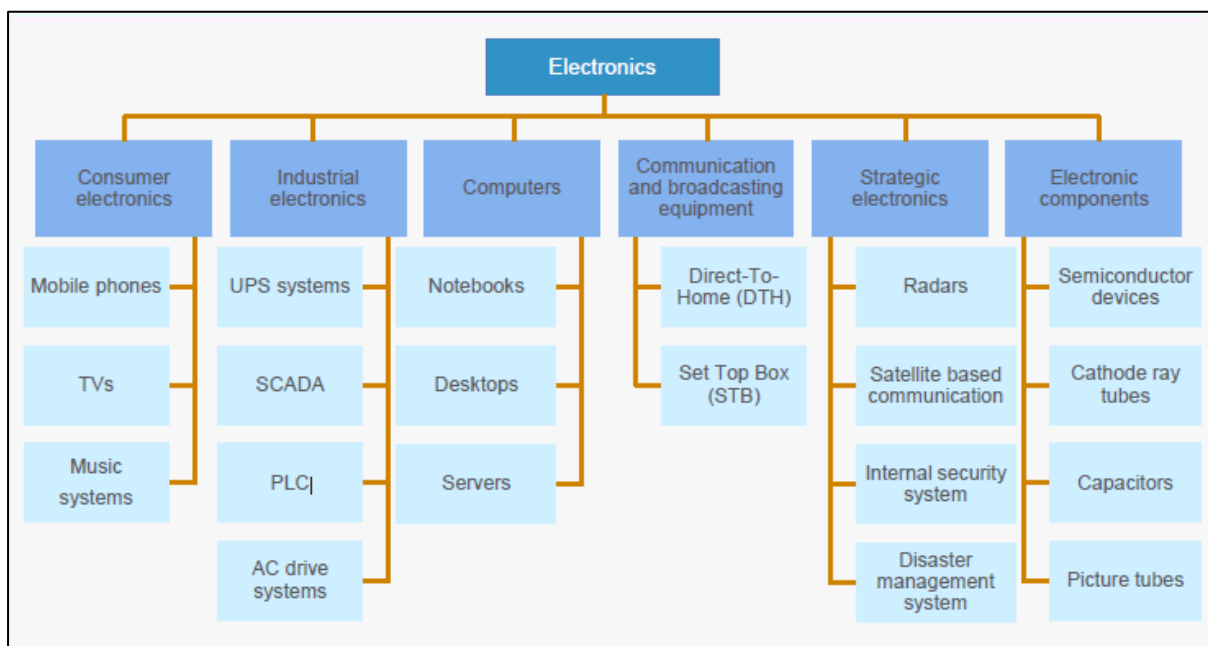 Electronics
Consumer
electronics
Industrial
electronics
Computers
Communication
and broadcasting
equipment
Strategic
electronics
Electronic
components
Mobile phones
TVs
Music
systems
UPS systems
SCADA
PLC
AC drive
systems
Notebooks
Desktops
Servers
Direct-To-
Home (DTH)
Set Top Box
(STB)
Radars
Satellite based
communication
Internal security
system
Disaster
management
system
Semiconductor
devices
Cathode ray
tubes
Capacitors
Picture tubes